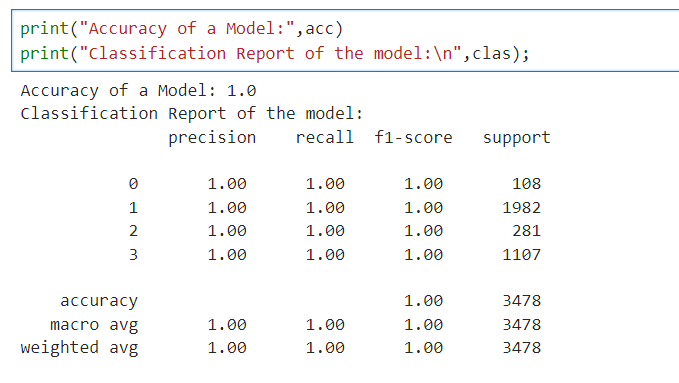 print("Accuracy of a Model:",acc)
print("Classification Report of the model:\n",clas);
Accuracy of a Model: 1.0
Classification Report of the model:
precision recall f1-score support
0 1.00 1.00 1.00 108
1 1.00 1.00 1.00 1982
2 1.00 1.00 1.00 281
3 1.00 1.00 1.00 1107
accuracy 1.00 3478
macro avg 1.00 1.00 1.00 3478
weighted avg 1.00 1.00 1.00 3478